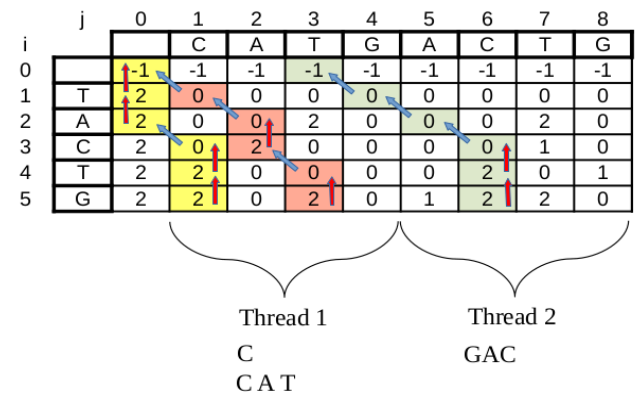 j 0 1 2 3 4 5 6 7 8
i C A T G A C T G
0 -1 -1 -1 -1 -1 -1 -1 -1 -1
1 T 2 0 0 0 0 0 0 0 0
2 A 2 0 0 2 0 0 0 2 0
3 C 2 0 2 0 0 0 0 1 0
4 T 2 2 0 0 0 0 2 0 1
5 G 2 2 0 2 0 1 2 2 0
Thread 1 Thread 2
C GAC
C A T